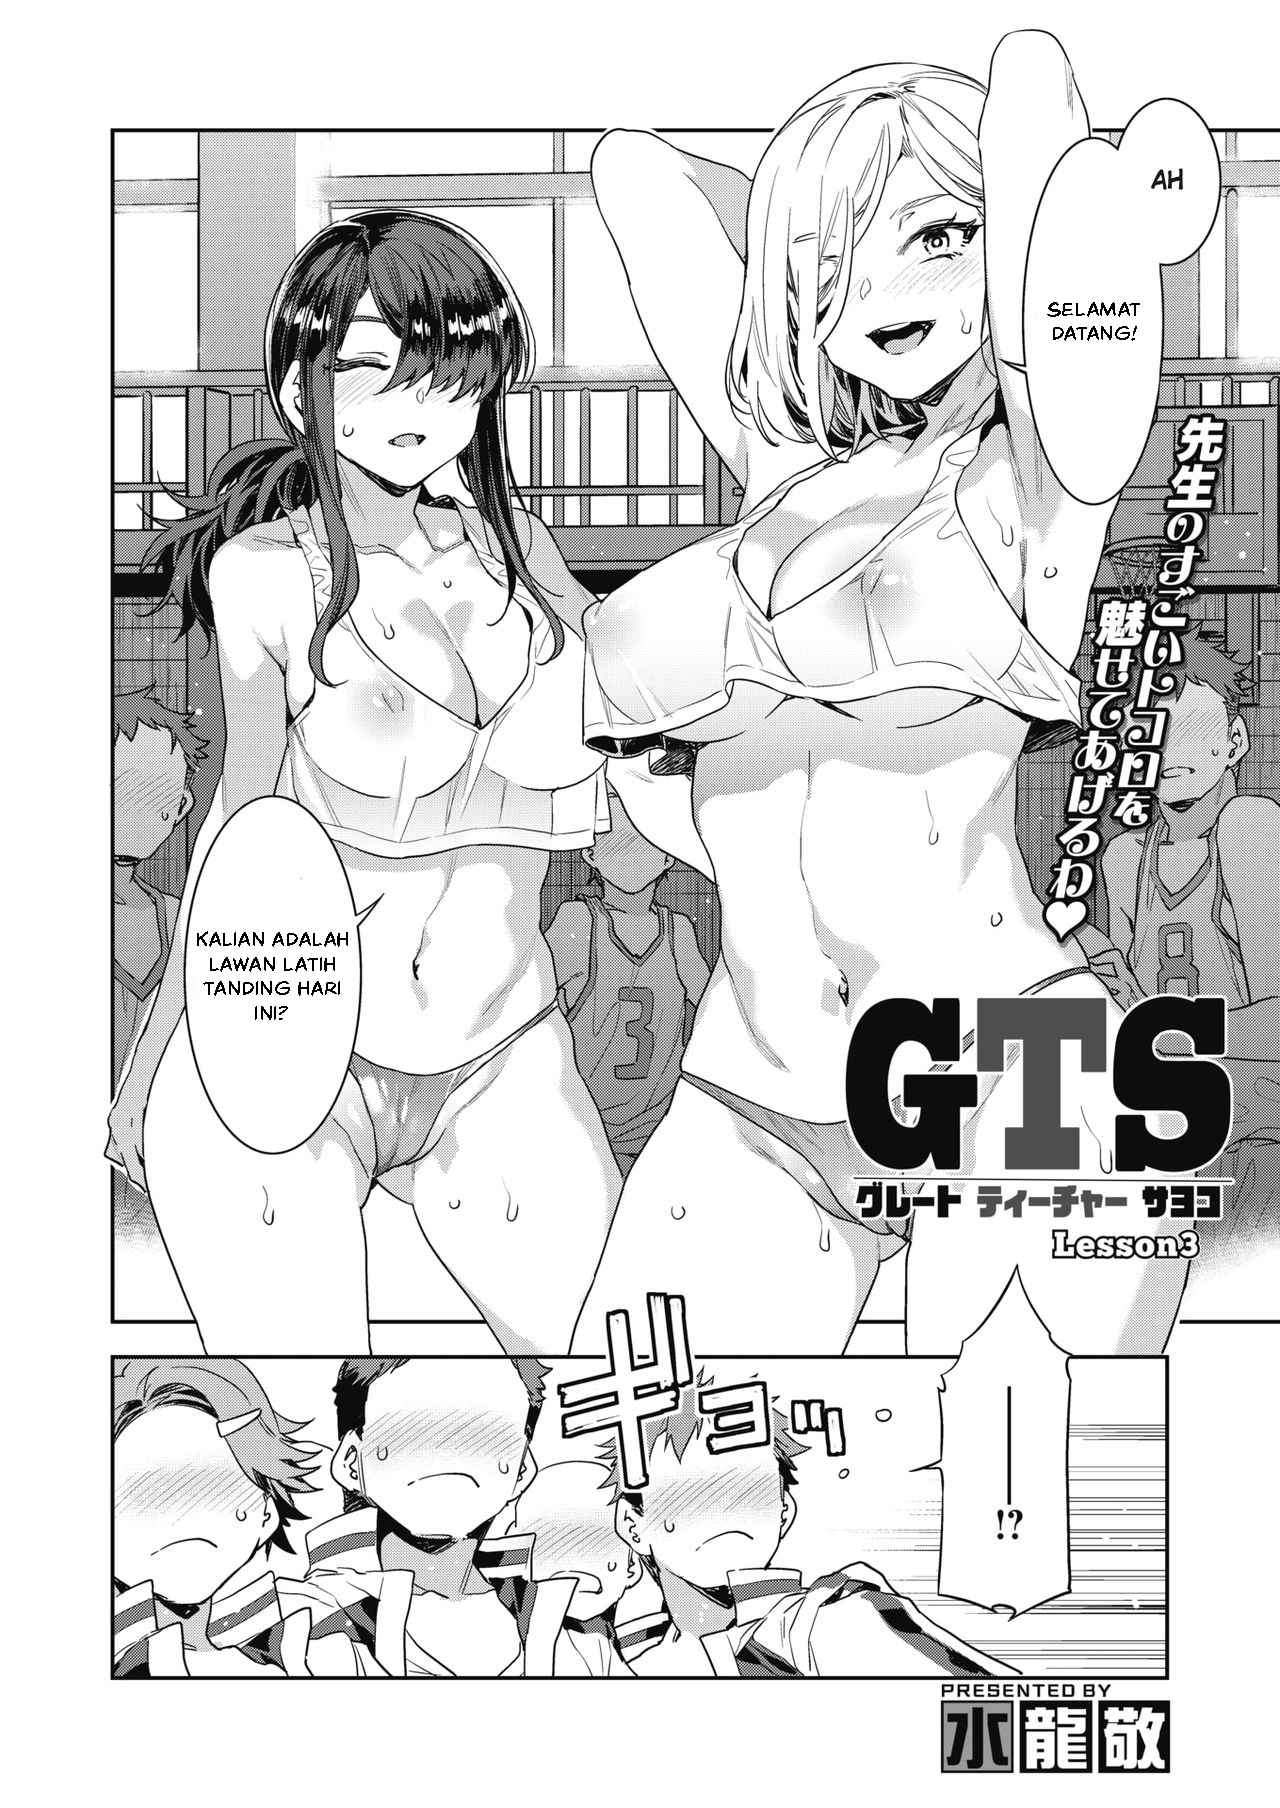 AH
SELAMAT
DATANG!
先生のすごいトコロを
魅せてあげるわ♥
KALIAN ADALAH
LAWAN LATIH
TANDING HARI
INI?
3
8
GTS
グレート ティーチャー サヨコ
Lesson3
ギョッ
――!?
PRESENTED BY
水龍敬